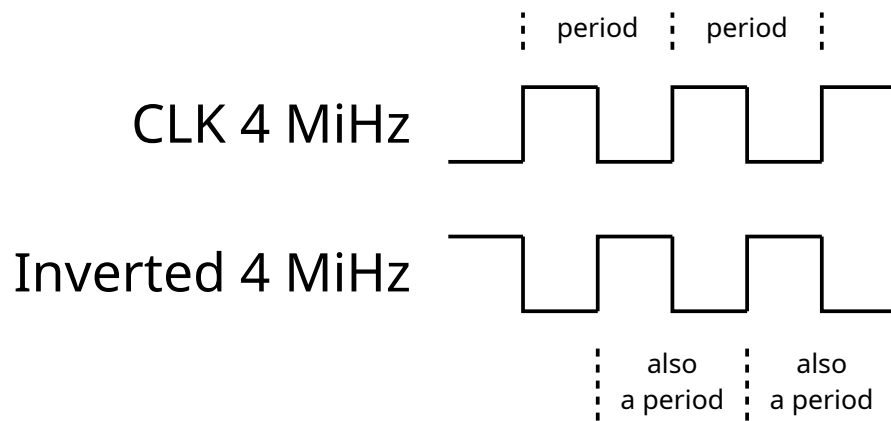 period period
CLK 4 MiHz
Inverted 4 MiHz
also also
a period a period